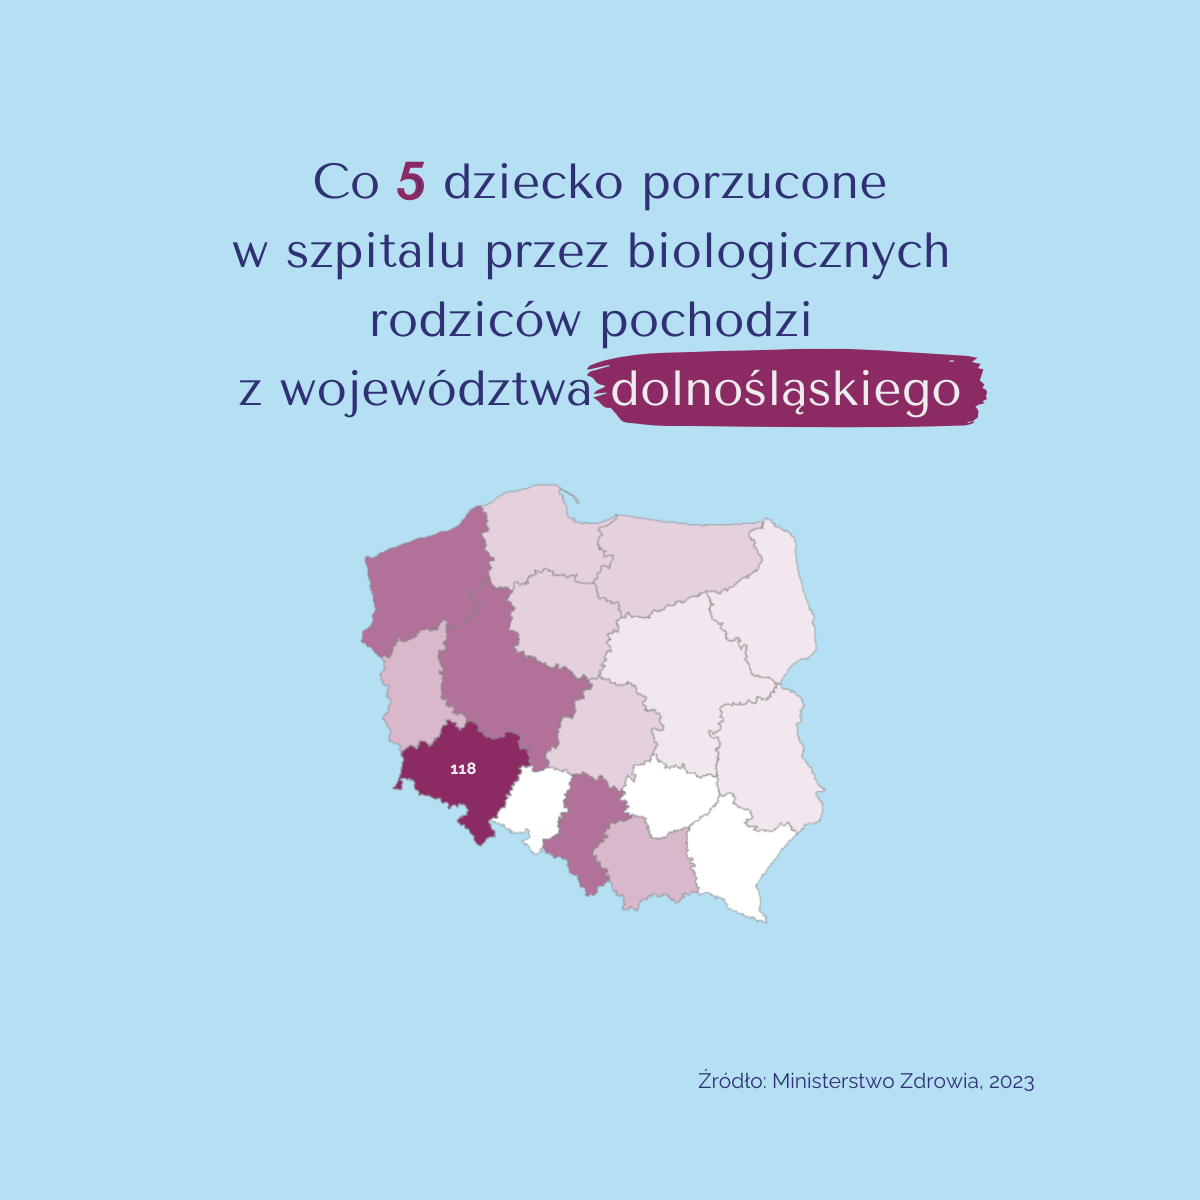 Co 5 dziecko porzucone
w szpitalu przez biologicznych
rodziców pochodzi
z województwa dolnośląskiego
118
Źródło: Ministerstwo Zdrowia, 2023